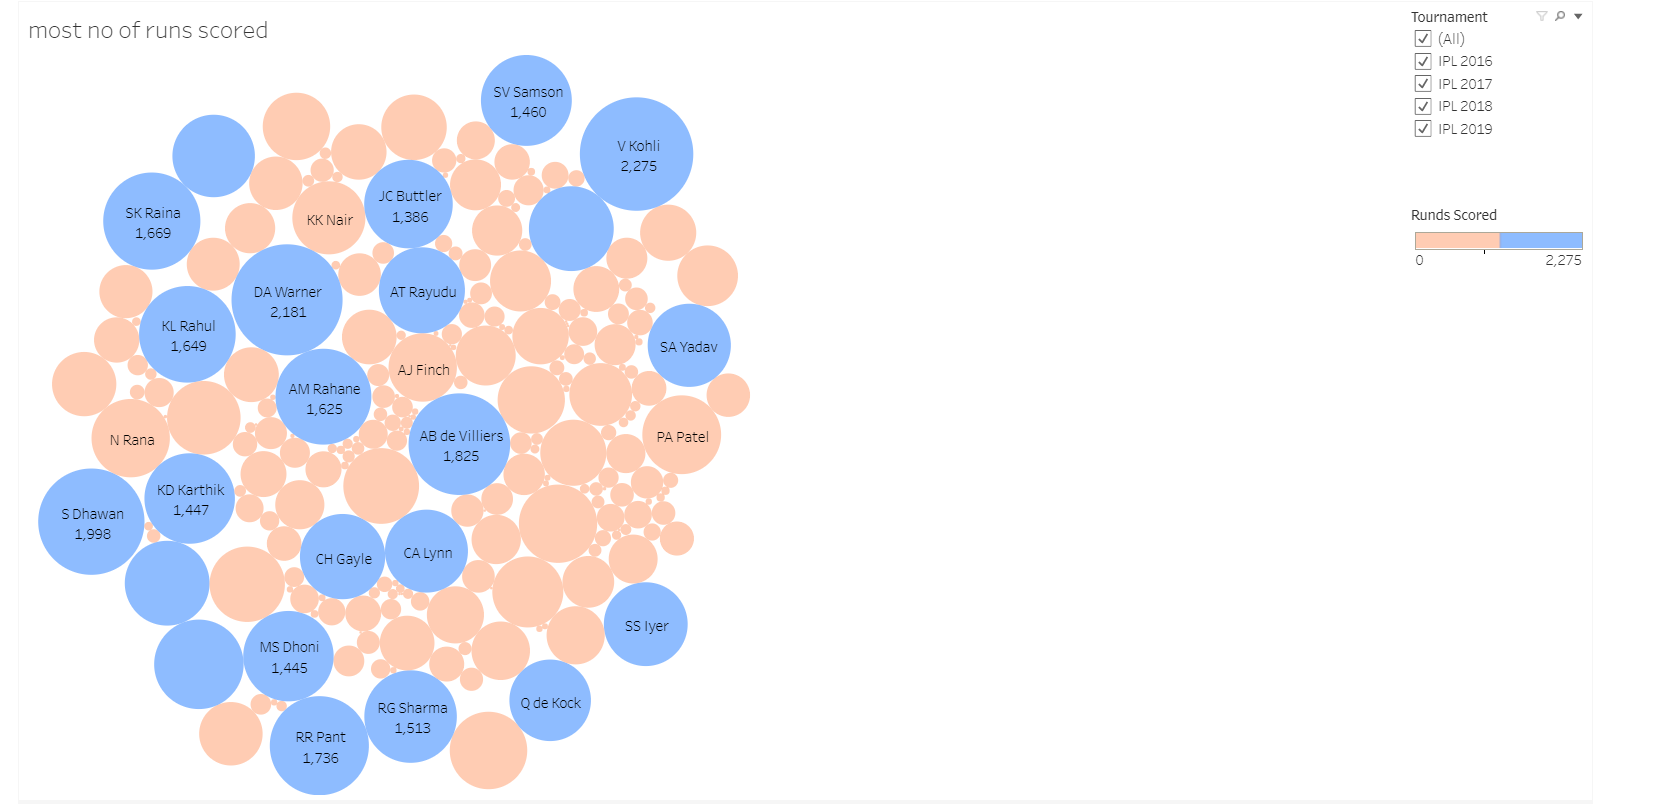 most no of runs scored
Tournament
(All)
IPL 2016
IPL 2017
IPL 2018
IPL 2019
Runds Scored
0
2,275
SV Samson
1,460
V Kohli
2,275
JC Buttler
1,386
SK Raina
1,669
KK Nair
DA Warner
2,181
AT Rayudu
KL Rahul
1,649
SA Yadav
AJ Finch
AM Rahane
1,625
N Rana
AB de Villiers
1,825
PA Patel
KD Karthik
1,447
S Dhawan
1,998
CH Gayle
CA Lynn
SS Iyer
MS Dhoni
1,445
Q de Kock
RG Sharma
1,513
RR Pant
1,736